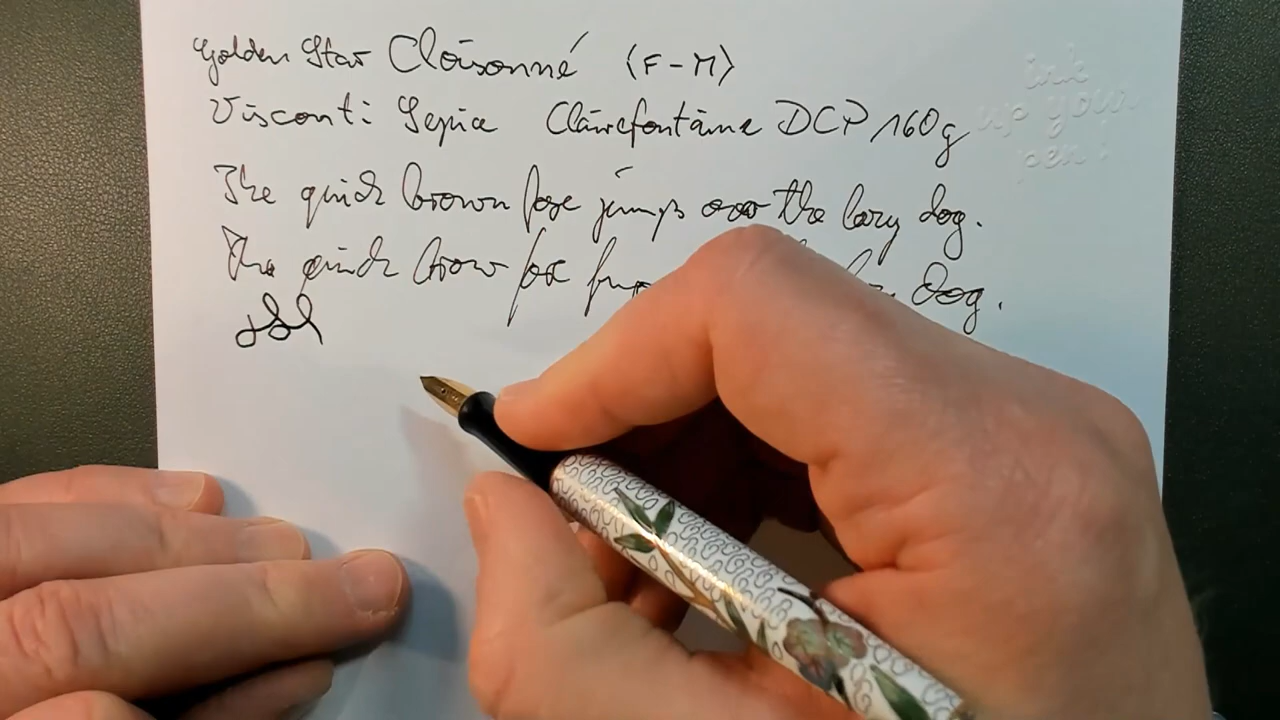 Golden Star Cloisonné (F-M)
Visconti Sepia Clairefontaine DCP 160g
ink
up your
pen!
The quick brown fox jumps over the lazy dog.
The quick brown fox dog.